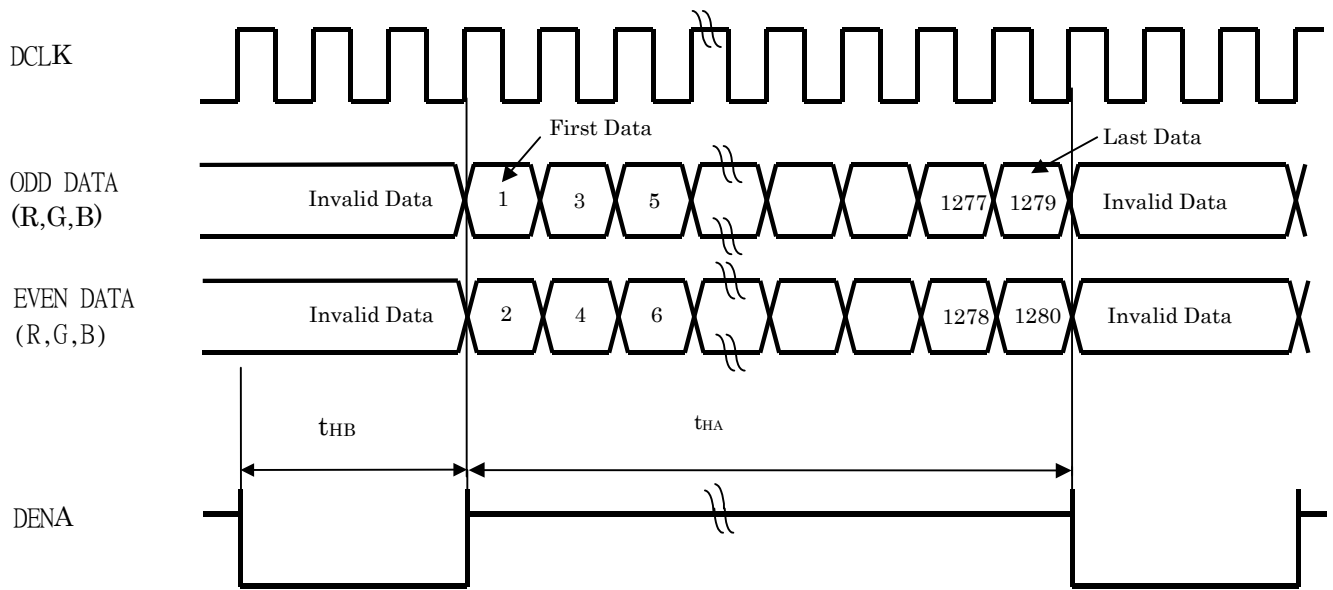 DCLK
First Data
Last Data
ODD DATA
(R,G,B)
Invalid Data 1 3 5 1277 1279 Invalid Data
EVEN DATA
(R,G,B)
Invalid Data 2 4 6 1278 1280 Invalid Data
tHB tHA
DENA